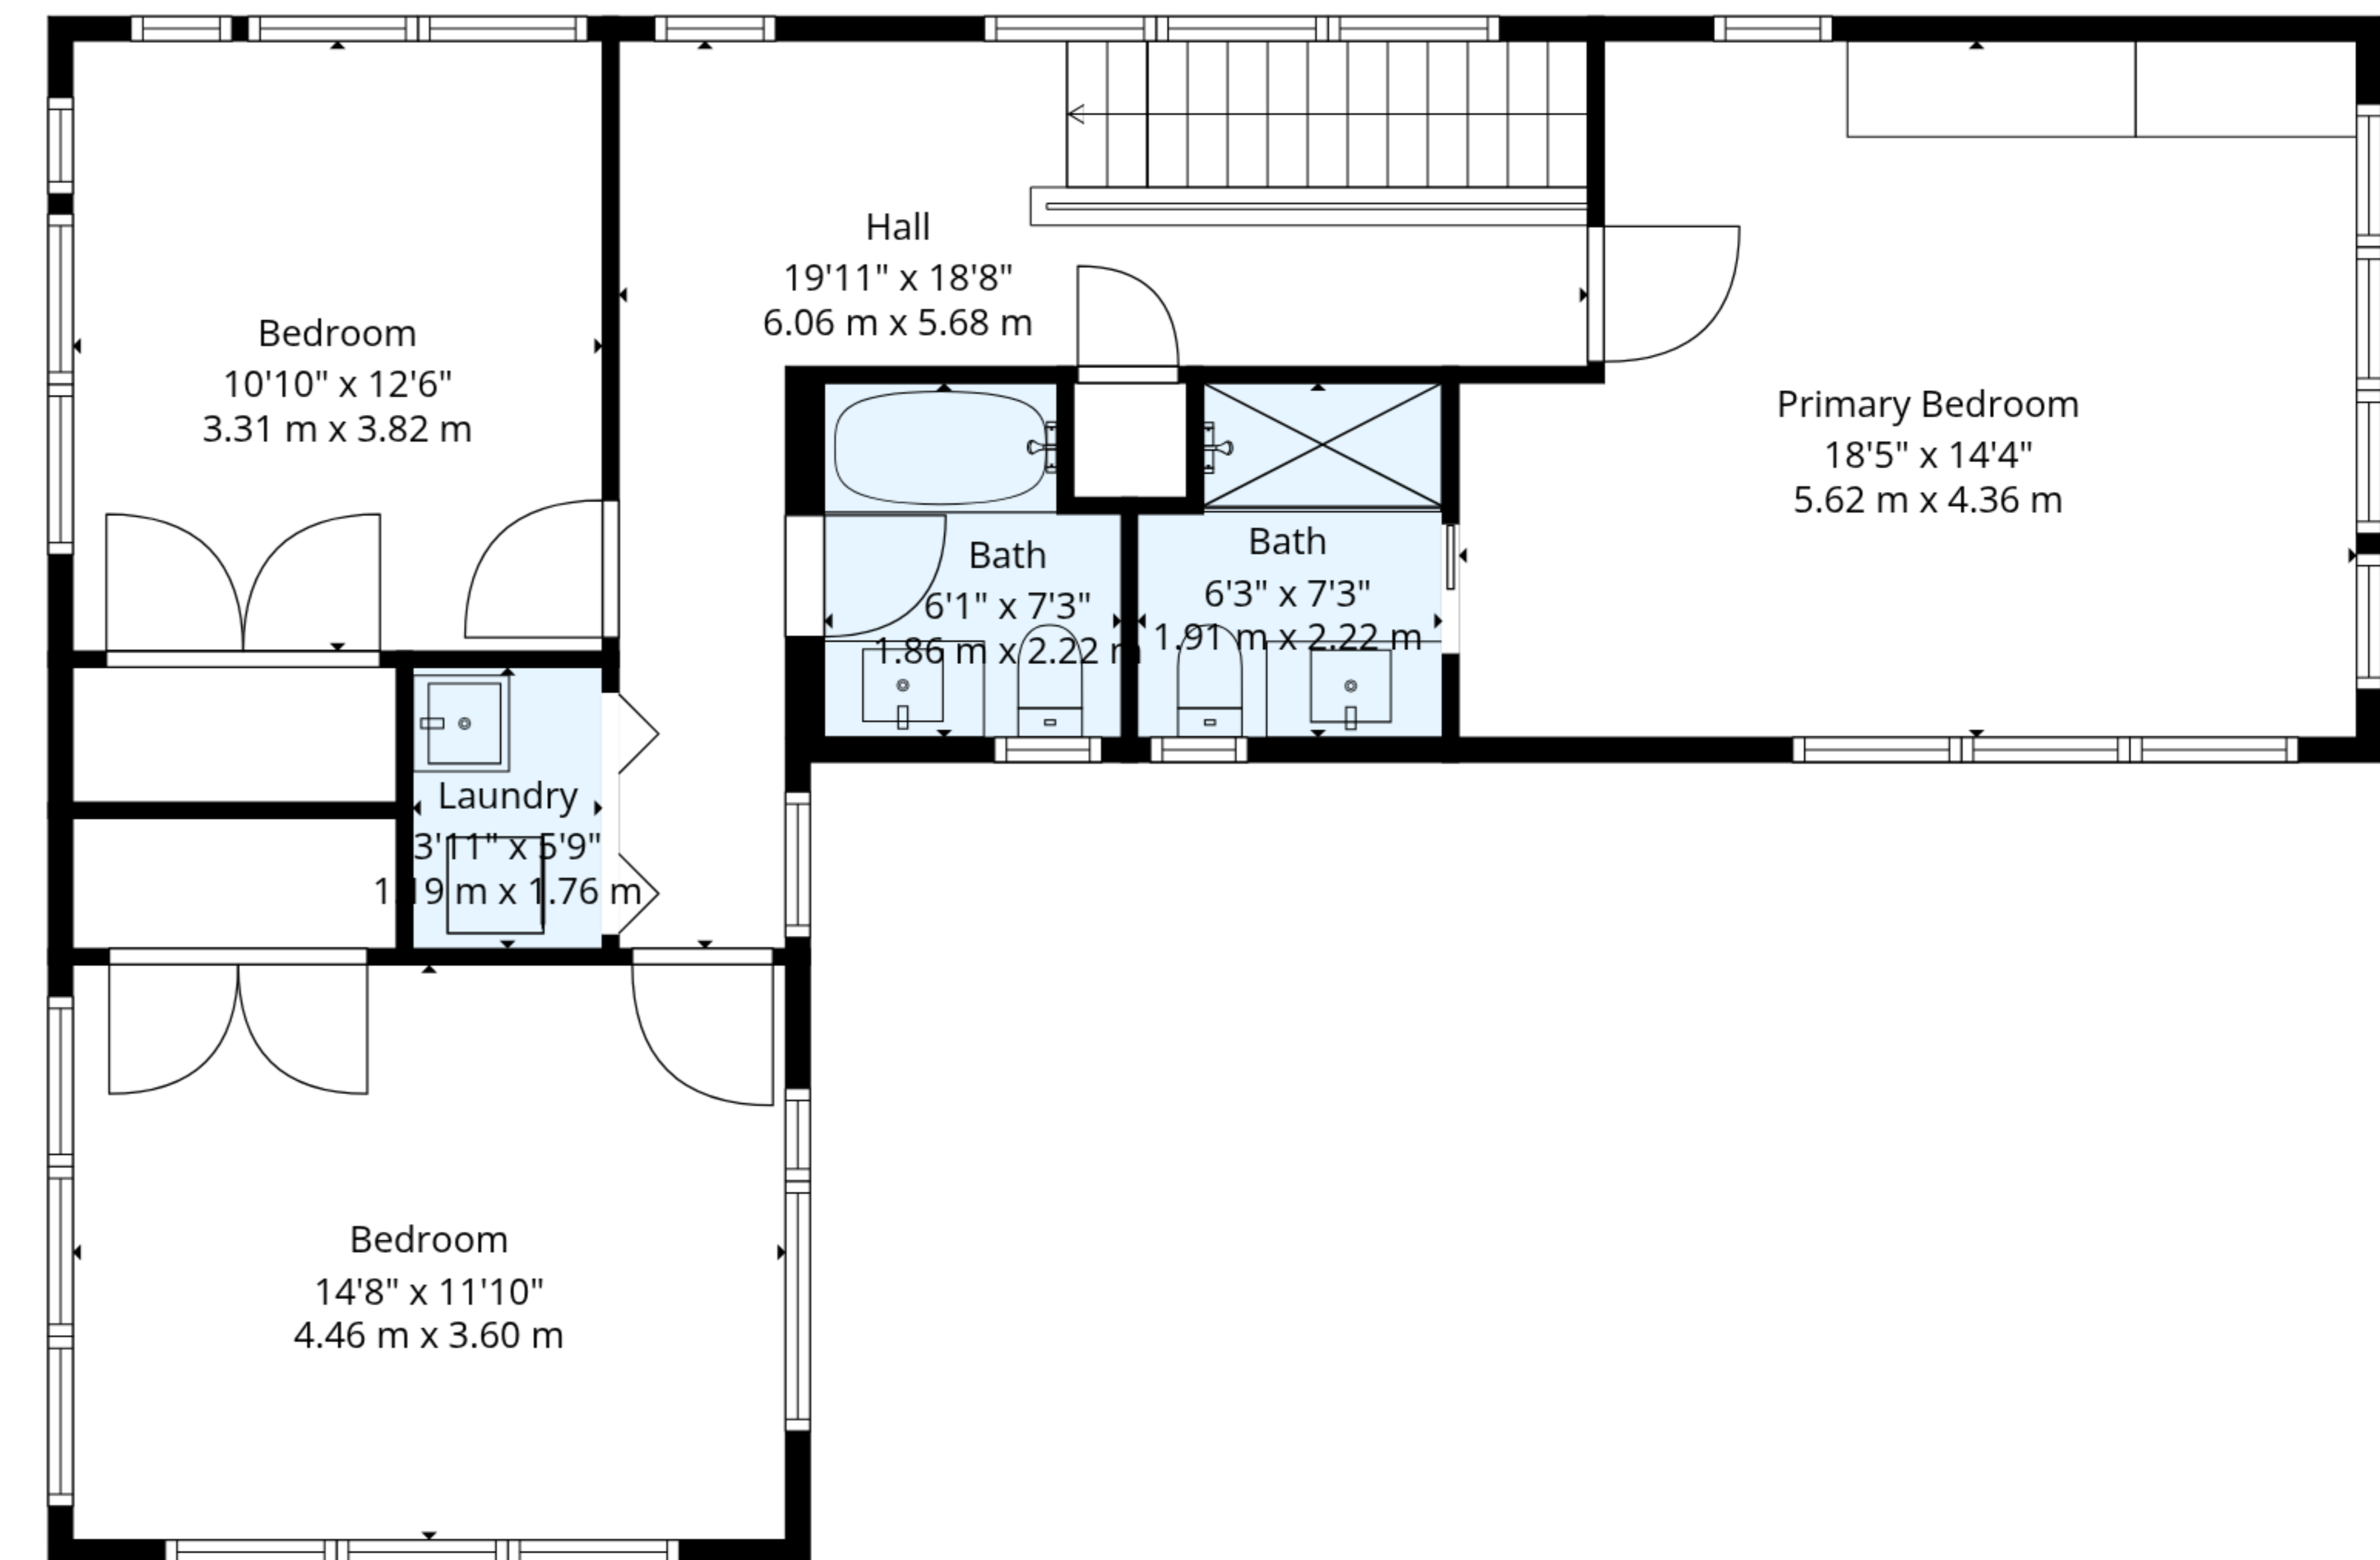 Hall
19'11" x 18'8"
6.06 m x 5.68 m
Bedroom
10'10" x 12'6"
3.31 m x 3.82 m
Primary Bedroom
18'5" x 14'4"
5.62 m x 4.36 m
Bath
6'1" x 7'3"
1.86 m x 2.22 m
Bath
6'3" x 7'3"
1.91 m x 2.22 m
Laundry
3'11" x 5'9"
1.19 m x 1.76 m
Bedroom
14'8" x 11'10"
4.46 m x 3.60 m